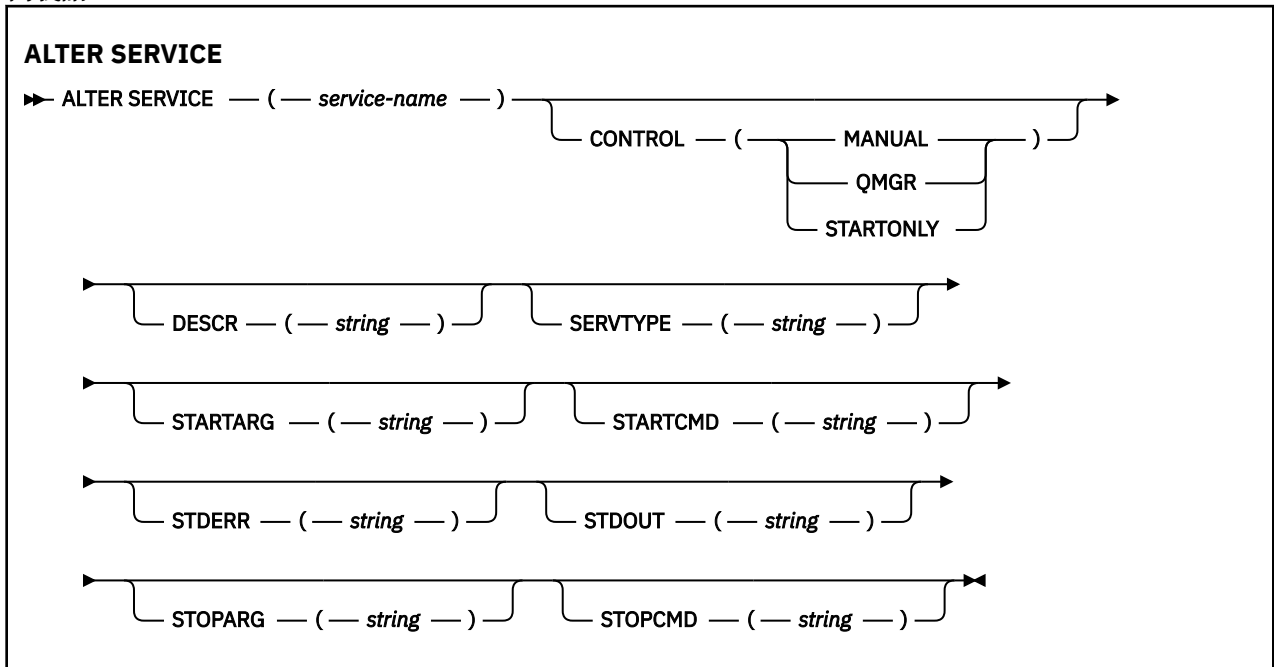 ALTER SERVICE
ALTER SERVICE ( service-name )
CONTROL ( MANUAL )
QMGR
STARTONLY
DESCR ( string ) SERVTYPE ( string )
STARTARG ( string ) STARTCMD ( string )
STDERR ( string ) STDOUT ( string )
STOPARG ( string ) STOPCMD ( string )